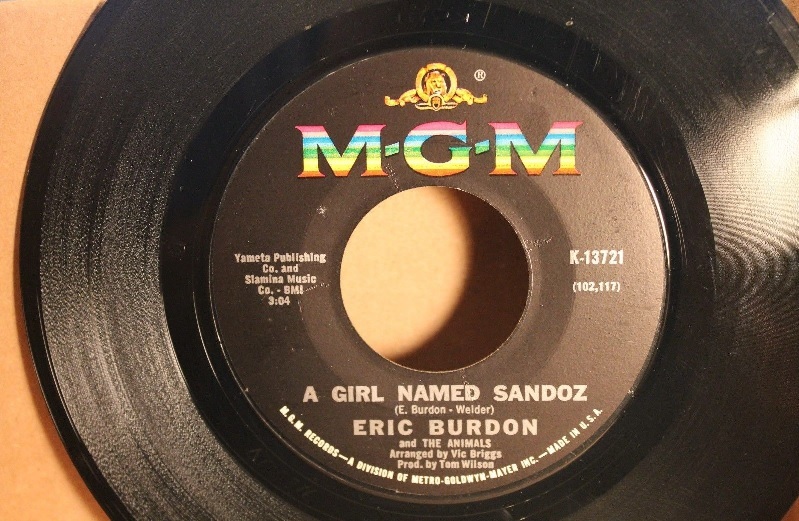 ®
M-G-M
Yameta Publishing
Co. and
Slamina Music
Co. - BMI
3:04
K-13721
(102,117)
A GIRL NAMED SANDOZ
(E. Burdon - Welder)
ERIC BURDON
and THE ANIMALS
Arranged by Vic Briggs
Prod. by Tom Wilson
M.G.M. RECORDS—A DIVISION OF METRO-GOLDWYN-MAYER INC.—MADE IN U.S.A.